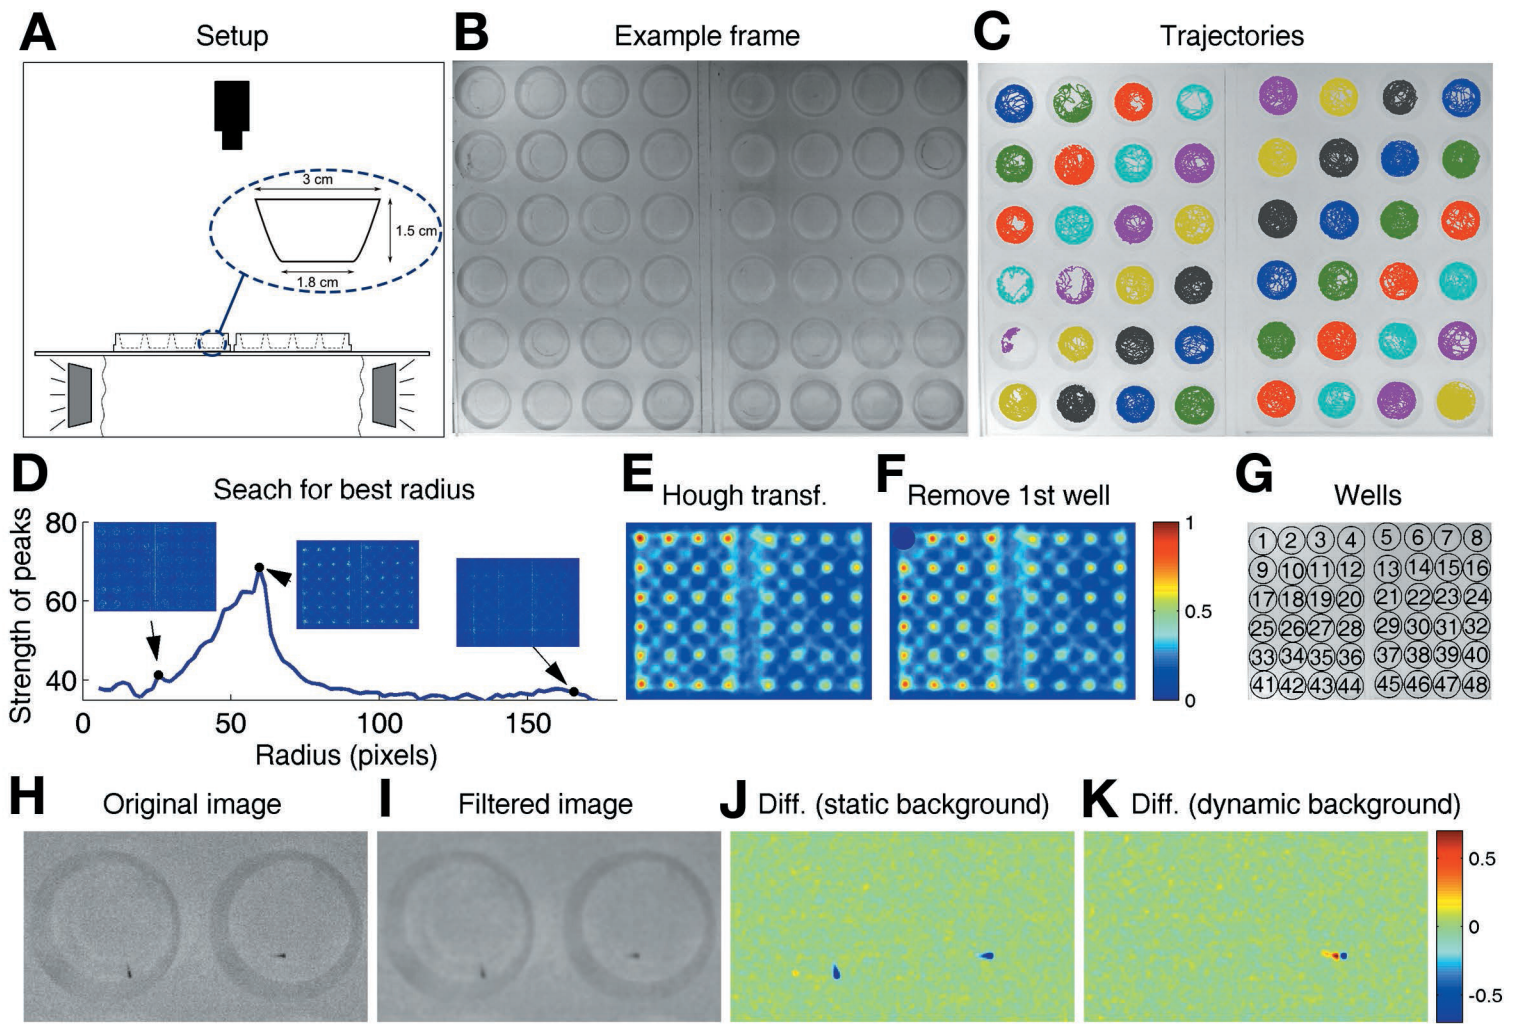 A Setup
B Example frame
C Trajectories
3 cm
1.5 cm
1.8 cm
D Seach for best radius
E Hough transf.
F Remove 1st well
G Wells
Strength of peaks
80
60
40
0 50 100 150
Radius (pixels)
1
0.5
0
1 2 3 4 5 6 7 8
9 10 11 12 13 14 15 16
17 18 19 20 21 22 23 24
25 26 27 28 29 30 31 32
33 34 35 36 37 38 39 40
41 42 43 44 45 46 47 48
H Original image
I Filtered image
J Diff. (static background)
K Diff. (dynamic background)
0.5
0
-0.5